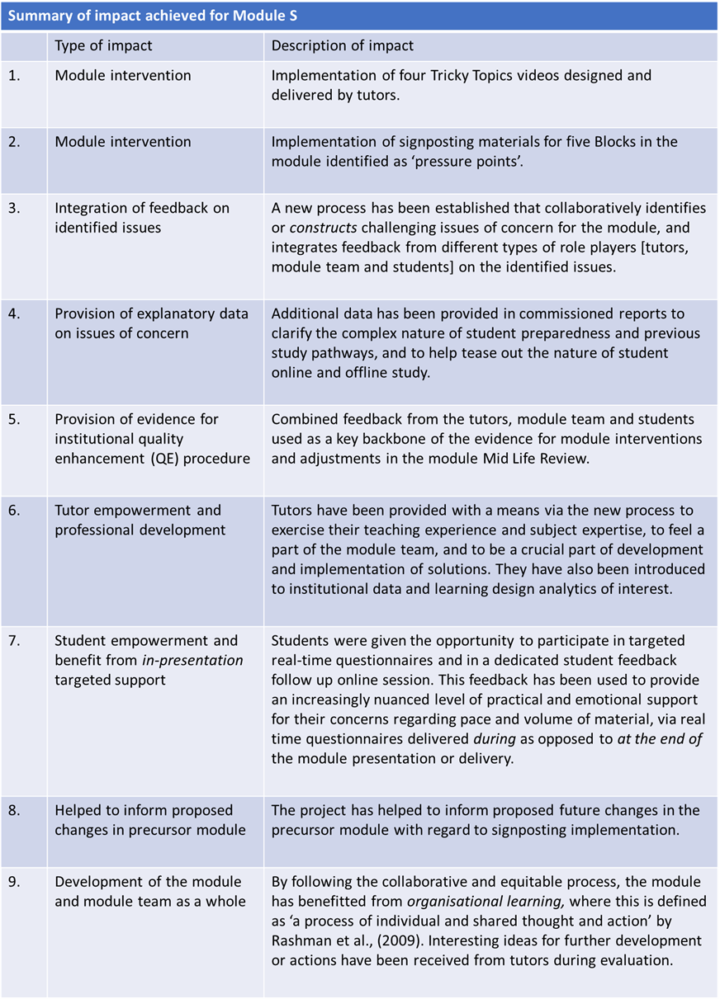 Summary of impact achieved for Module S
Type of impact
Description of impact
1.
Module intervention
Implementation of four Tricky Topics videos designed and
delivered by tutors.
2.
Module intervention
Implementation of signposting materials for five Blocks in the
module identified as ‘pressure points’.
3.
Integration of feedback on
identified issues
A new process has been established that collaboratively identifies
or constructs challenging issues of concern for the module, and
integrates feedback from different types of role players [tutors,
module team and students] on the identified issues.
4.
Provision of explanatory data
on issues of concern
Additional data has been provided in commissioned reports to
clarify the complex nature of student preparedness and previous
study pathways, and to help tease out the nature of student
online and offline study.
5.
Provision of evidence for
institutional quality
enhancement (QE) procedure
Combined feedback from the tutors, module team and students
used as a key backbone of the evidence for module interventions
and adjustments in the module Mid Life Review.
6.
Tutor empowerment and
professional development
Tutors have been provided with a means via the new process to
exercise their teaching experience and subject expertise, to feel a
part of the module team, and to be a crucial part of development
and implementation of solutions. They have also been introduced
to institutional data and learning design analytics of interest.
7.
Student empowerment and
benefit from in-presentation
targeted support
Students were given the opportunity to participate in targeted
real-time questionnaires and in a dedicated student feedback
follow up online session. This feedback has been used to provide
an increasingly nuanced level of practical and emotional support
for their concerns regarding pace and volume of material, via real
time questionnaires delivered during as opposed to at the end of
the module presentation or delivery.
8.
Helped to inform proposed
changes in precursor module
The project has helped to inform proposed future changes in the
precursor module with regard to signposting implementation.
9.
Development of the module
and module team as a whole
By following the collaborative and equitable process, the module
has benefitted from organisational learning, where this is defined
as ‘a process of individual and shared thought and action’ by
Rashman et al., (2009). Interesting ideas for further development
or actions have been received from tutors during evaluation.